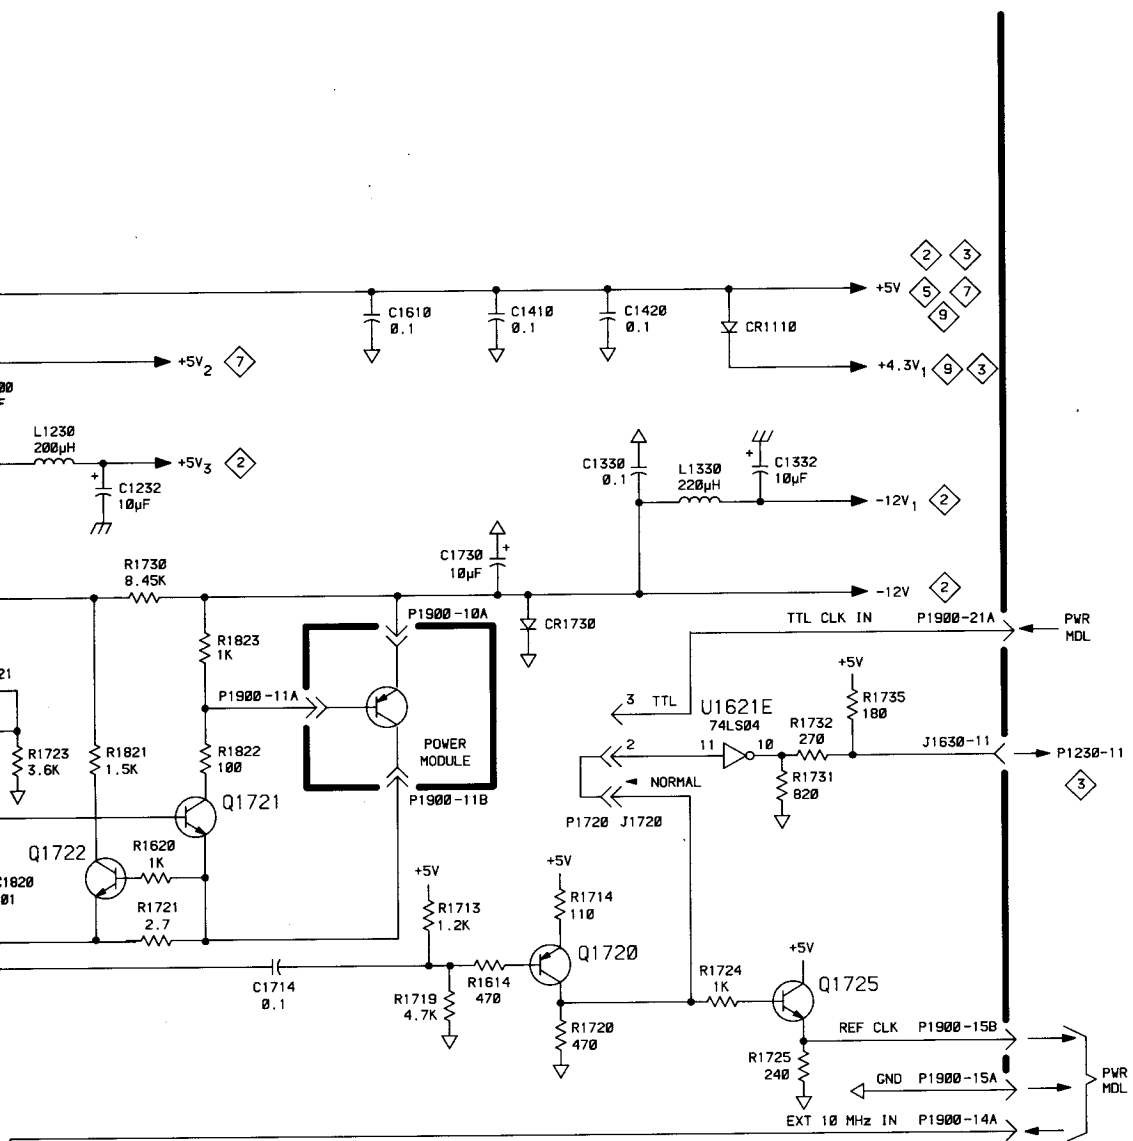 2 3
+5V 5 7
9
C1610
0.1
C1410
0.1
C1420
0.1
CR1110
+5V2 7
+4.3V1 9 3
00
F
L1230
200µH
+5V3 2
+
C1232
10µF
C1330
0.1
L1330
220µH
+
C1332
10µF
-12V1 2
R1730
8.45K
C1730
10µF
+
-12V 2
P1900-10A
CR1730
TTL CLK IN P1900-21A
PWR
MDL
R1823
1K
21
P1900-11A
+5V
3 TTL
U1621E
74LS04
R1735
180
R1723
3.6K
R1821
1.5K
R1822
100
POWER
MODULE
2
11
10
R1732
270
J1630-11
P1230-11
3
NORMAL
R1731
820
Q1721
P1900-11B
P1720 J1720
Q1722
R1620
1K
C1820
01
+5V
+5V
R1721
2.7
R1713
1.2K
R1714
110
Q1720
+5V
C1714
0.1
R1719
4.7K
R1614
470
R1724
1K
Q1725
R1720
470
REF CLK P1900-15B
R1725
240
GND P1900-15A
PWR
MDL
EXT 10 MHz IN P1900-14A